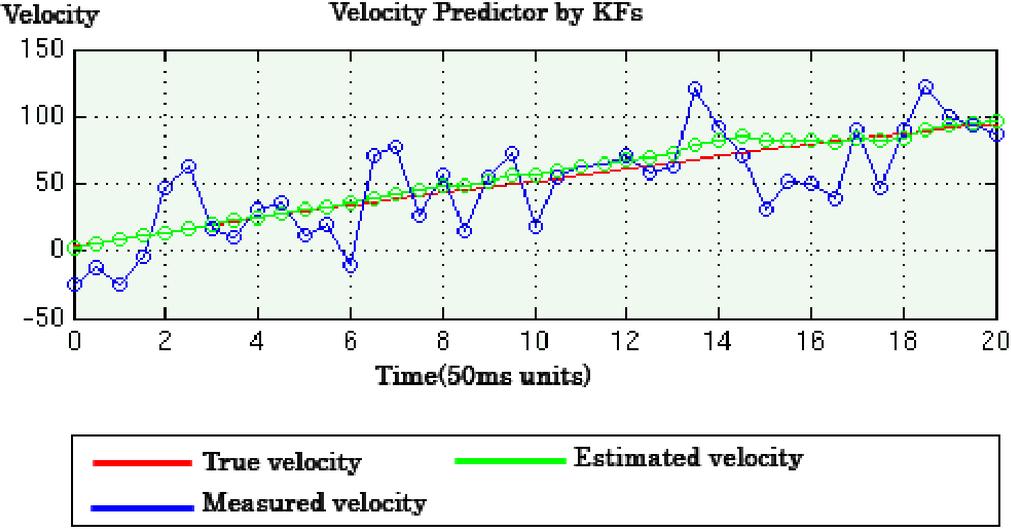 Velocity
Velocity Predictor by KFs
150
100
50
0
-50
0 2 4 6 8 10 12 14 16 18 20
Time(50ms units)
True velocity
Estimated velocity
Measured velocity